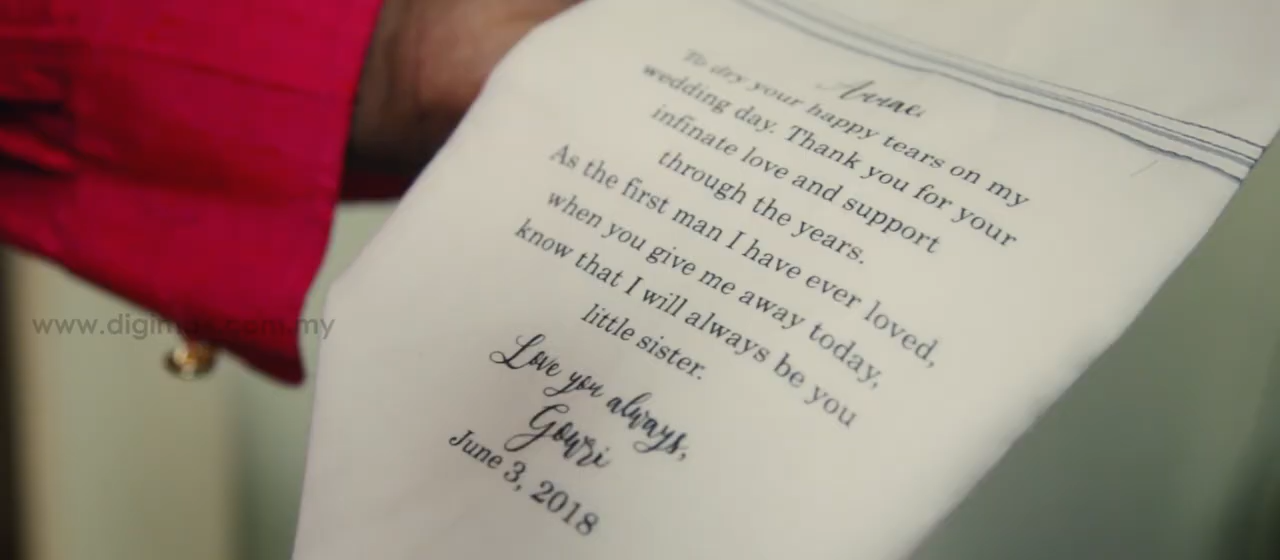 To dry your happy tears on my
wedding day. Thank you for your
infinate love and support
through the years.
As the first man I have ever loved,
when you give me away today,
know that I will always be you
little sister.
Love you always,
Gowri
June 3, 2018